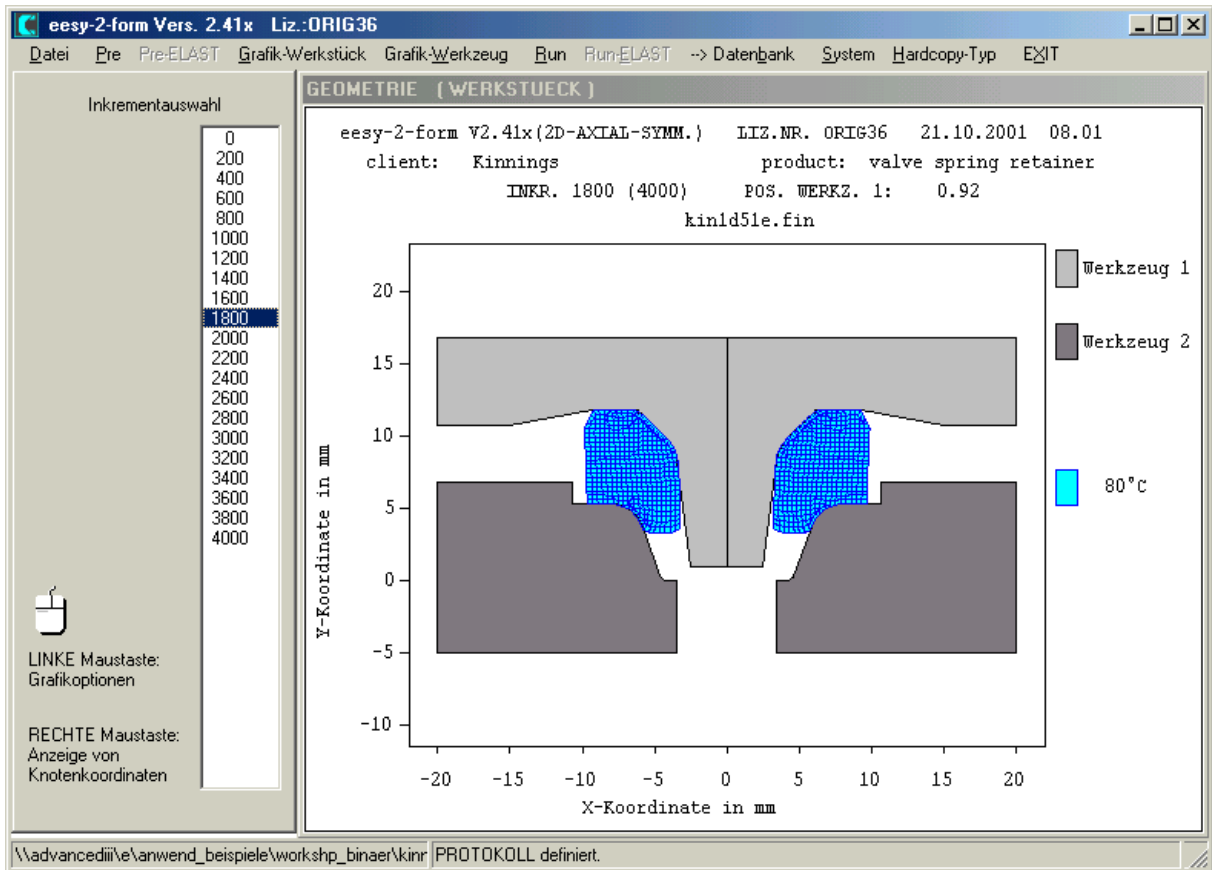 eesy-2-form Vers. 2.41x Liz.:ORIG36
Datei Pre Pre-ELAST Grafik-Werkstück Grafik-Werkzeug Run Run-ELAST --> Datenbank System Hardcopy-Typ EXIT
Inkrementauswahl
0
200
400
600
800
1000
1200
1400
1600
1800
2000
2200
2400
2600
2800
3000
3200
3400
3600
3800
4000
LINKE Maustaste:
Grafikoptionen
RECHTE Maustaste:
Anzeige von
Knotenkoordinaten
GEOMETRIE (WERKSTUECK)
eesy-2-form V2.41x(2D-AXIAL-SYMM.) LIZ.NR. ORIG36 21.10.2001 08.01
client: Kinnings product: valve spring retainer
INKR. 1800 (4000) POS. WERKZ. 1: 0.92
kin1d51e.fin
Werkzeug 1
Werkzeug 2
80°C
Y-Koordinate in mm
20
15
10
5
0
-5
-10
-20 -15 -10 -5 0 5 10 15 20
X-Koordinate in mm
\\advancediii\e\anwend_beispiele\workshp_binaer\kinr PROTOKOLL definiert.